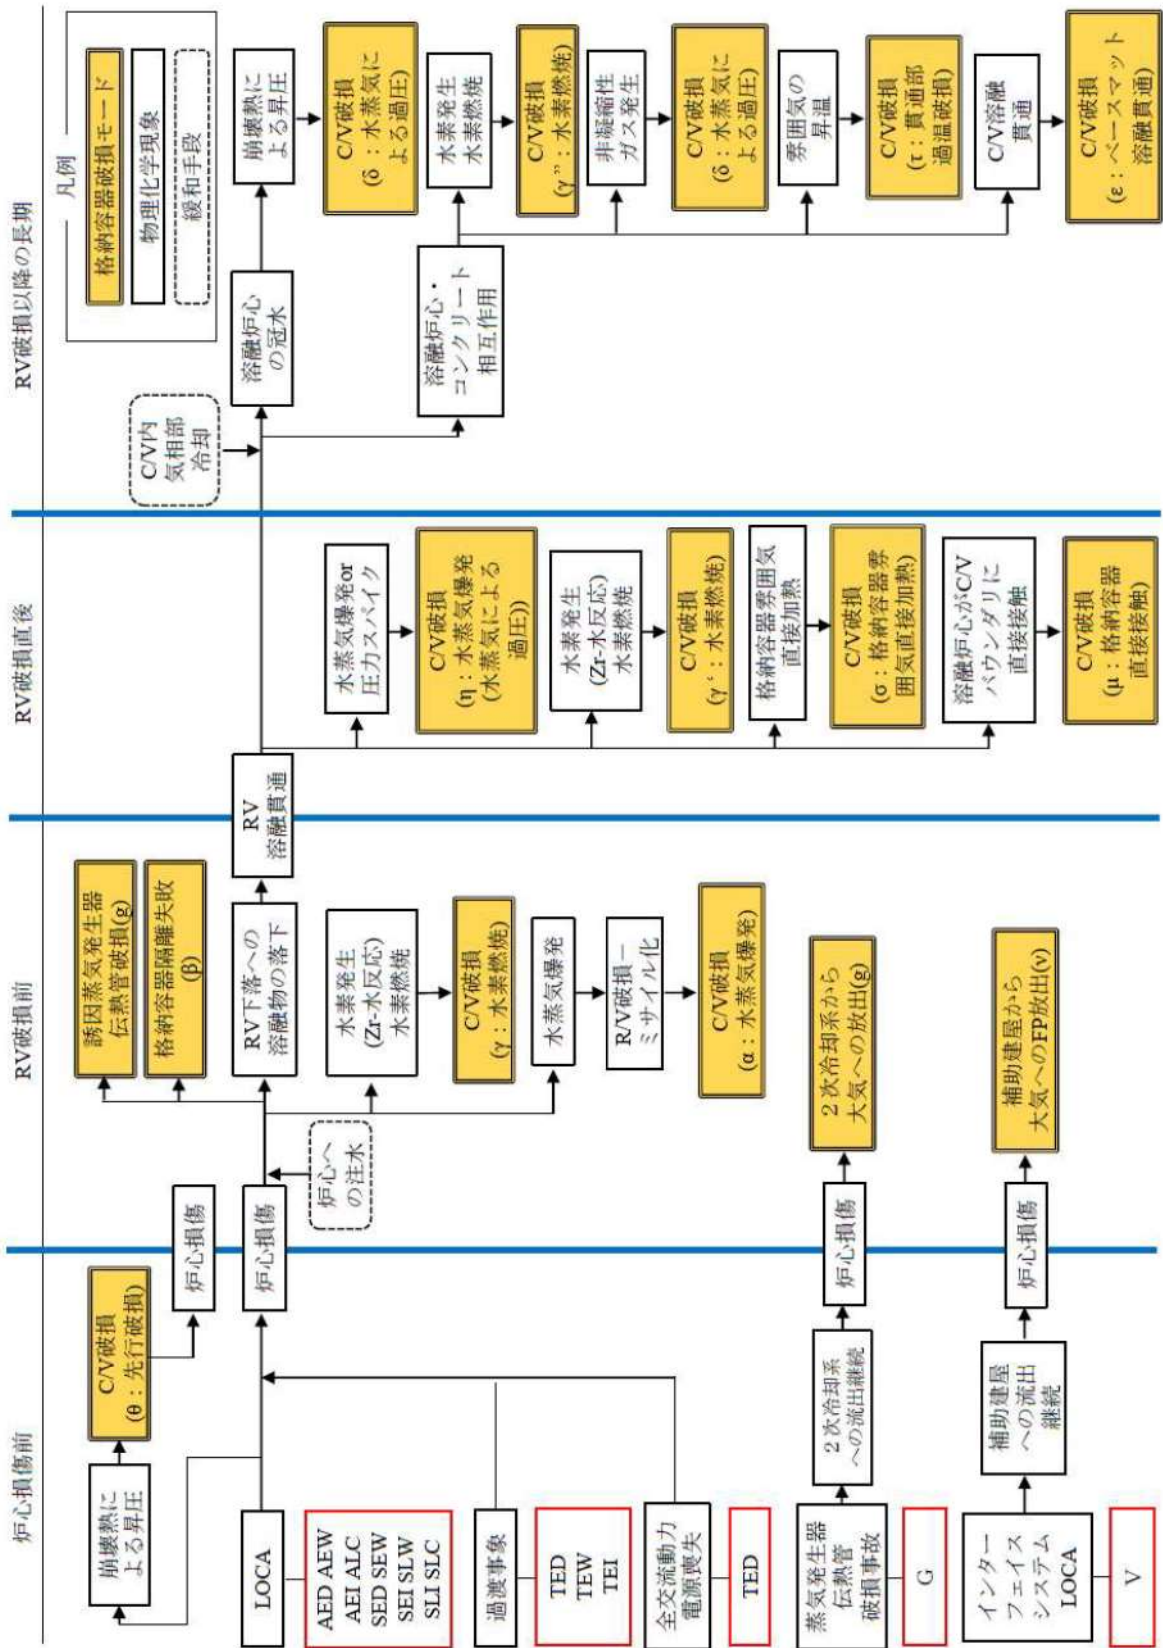 炉心損傷前
RV破損前
RV破損直後
RV破損以降の長期
凡例
格納容器破損モード
物理化学現象
緩和手段
崩壊熱に
よる昇圧
C/V破損
(θ：先行破損)
炉心損傷
LOCA
AED AEW
AEI ALC
SED SEW
SEI SLW
SLI SLC
炉心損傷
炉心への
の注水
過渡事象
TED
TEW
TEI
全交流動力
電源喪失
TED
蒸気発生器
伝熱管
破損事故
G
２次冷却系
への流出継続
炉心損傷
２次冷却系から
大気への放出(g)
インター
フェイス
システム
LOCA
V
補助建屋
への流出
継続
炉心損傷
補助建屋から
大気へのFP放出(ν)
誘因蒸気発生器
伝熱管破損(g)
格納容器隔離失敗
(β)
RV下落への
溶融物の落下
水素発生
(Zr-水反応)
水素燃焼
C/V破損
(γ：水素燃焼)
水蒸気爆発
R/V破損－
ミサイル化
C/V破損
(α：水蒸気爆発)
RV
溶融貫通
水蒸気爆発or
圧力スパイク
C/V破損
(η：水蒸気爆発
(水蒸気による
過圧))
水素発生
(Zr-水反応)
水素燃焼
C/V破損
(γ‘：水素燃焼)
格納容器雰囲気
直接加熱
C/V破損
(σ：格納容器雰
囲気直接加熱)
溶融炉心がC/V
バウンダリに
直接接触
C/V破損
(μ：格納容器
直接接触)
C/V内
気相部
冷却
溶融炉心
の冠水
崩壊熱に
よる昇圧
C/V破損
(δ：水蒸気に
よる過圧)
溶融炉心・
コンクリート
相互作用
水素発生
水素燃焼
C/V破損
(γ”：水素燃焼)
非凝縮性
ガス発生
C/V破損
(δ：水蒸気に
よる過圧)
雰囲気の
昇温
C/V破損
(τ：貫通部
過温破損)
C/V溶融
貫通
C/V破損
(ε：ベースマット
溶融貫通)